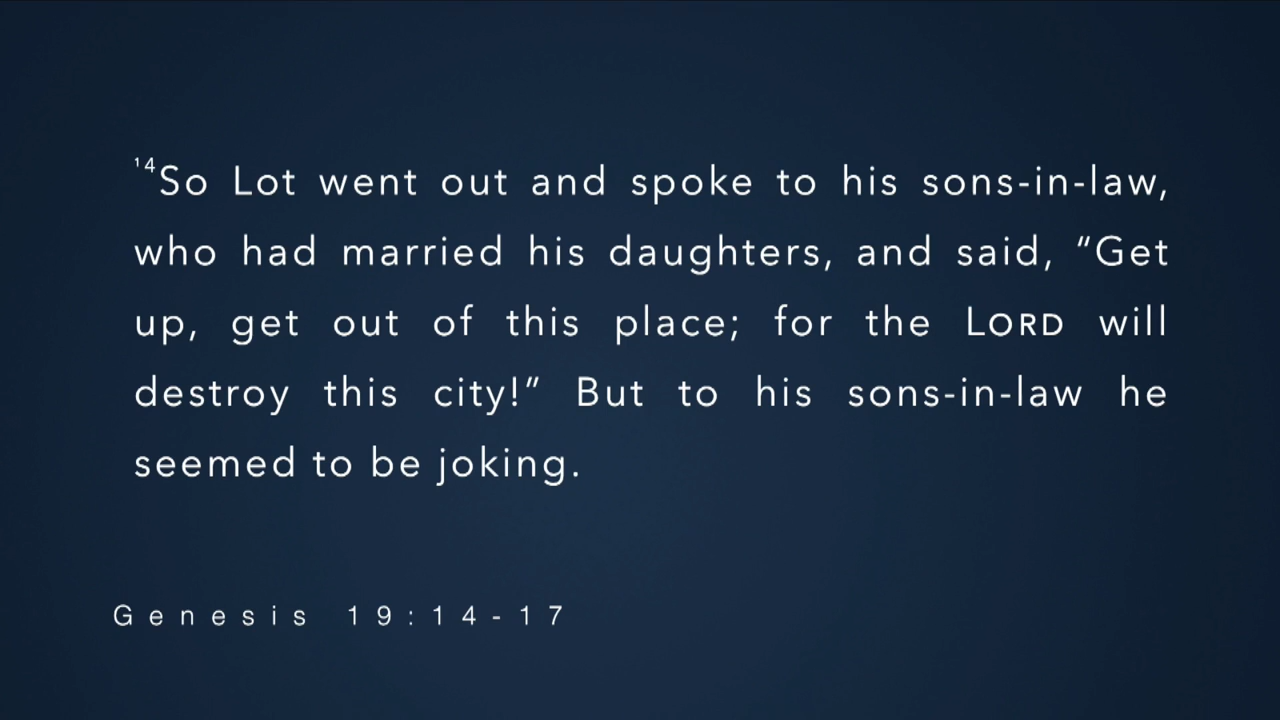 ¹⁴So Lot went out and spoke to his sons-in-law,
who had married his daughters, and said, “Get
up, get out of this place; for the LORD will
destroy this city!” But to his sons-in-law he
seemed to be joking.
Genesis 19:14-17